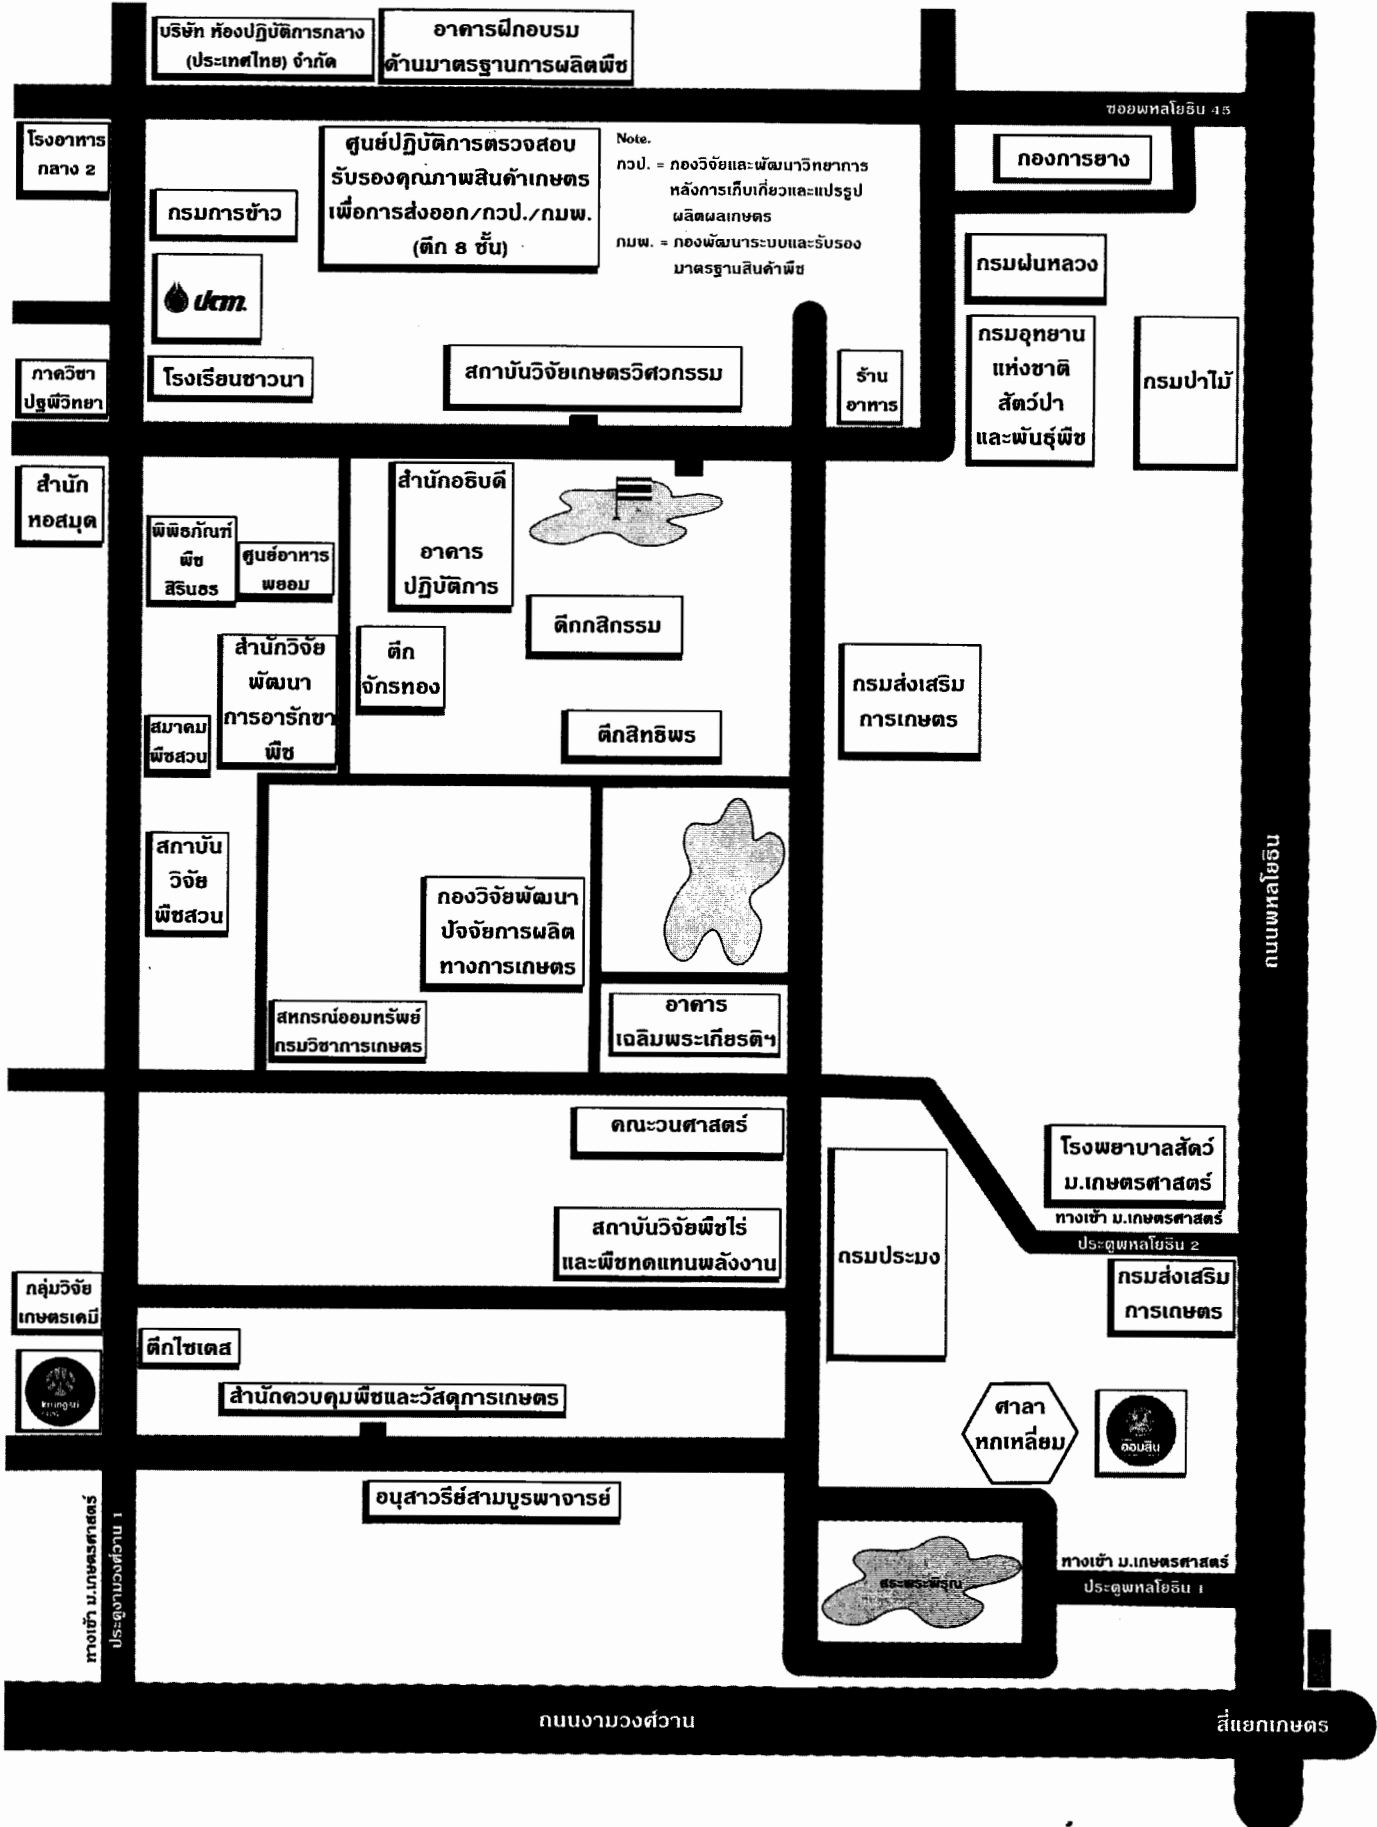 บริษัท ห้องปฏิบัติการกลาง
(ประเทศไทย) จำกัด
อาคารฝึกอบรม
ด้านมาตรฐานการผลิตพืช
ซอยพหลโยธิน 45
โรงอาหาร
กลาง 2
ศูนย์ปฏิบัติการตรวจสอบ
รับรองคุณภาพสินค้าเกษตร
เพื่อการส่งออก/กวป./กมพ.
(ตึก 8 ชั้น)
Note.
กวป. = กองวิจัยและพัฒนาวิทยาการ
หลังการเก็บเกี่ยวและแปรรูป
ผลิตผลเกษตร
กมพ. = กองพัฒนาระบบและรับรอง
มาตรฐานสินค้าพืช
กองการยาง
กรมการข้าว
กรมฝนหลวง
ปตท.
กรมอุทยาน
แห่งชาติ
สัตว์ป่า
และพันธุ์พืช
กรมป่าไม้
ภาควิชา
ปฐพีวิทยา
โรงเรียนชาวนา
สถาบันวิจัยเกษตรวิศวกรรม
ร้าน
อาหาร
สำนัก
หอสมุด
สำนักอธิบดี
อาคาร
ปฏิบัติการ
พิพิธภัณฑ์
พืช
สิรินธร
ศูนย์อาหาร
พยอม
ตึกกสิกรรม
สำนักวิจัย
พัฒนา
การอารักขา
พืช
ตึก
จักรทอง
กรมส่งเสริม
การเกษตร
สมาคม
พืชสวน
ตึกสิทธิพร
สถาบัน
วิจัย
พืชสวน
กองวิจัยพัฒนา
ปัจจัยการผลิต
ทางการเกษตร
ถนนพหลโยธิน
สหกรณ์ออมทรัพย์
กรมวิชาการเกษตร
อาคาร
เฉลิมพระเกียรติฯ
คณะวนศาสตร์
โรงพยาบาลสัตว์
ม.เกษตรศาสตร์
ทางเข้า ม.เกษตรศาสตร์
ประตูพหลโยธิน 2
สถาบันวิจัยพืชไร่
และพืชทดแทนพลังงาน
กรมประมง
กรมส่งเสริม
การเกษตร
กลุ่มวิจัย
เกษตรเคมี
ตึกไซเตส
krungsri
สำนักควบคุมพืชและวัสดุการเกษตร
ศาลา
หกเหลี่ยม
ออมสิน
อนุสาวรีย์สามบูรพาจารย์
ทางเข้า ม.เกษตรศาสตร์
ประตูงามวงศ์วาน 1
สระพระพิรุณ
ทางเข้า ม.เกษตรศาสตร์
ประตูพหลโยธิน 1
ถนนงามวงศ์วาน
สี่แยกเกษตร